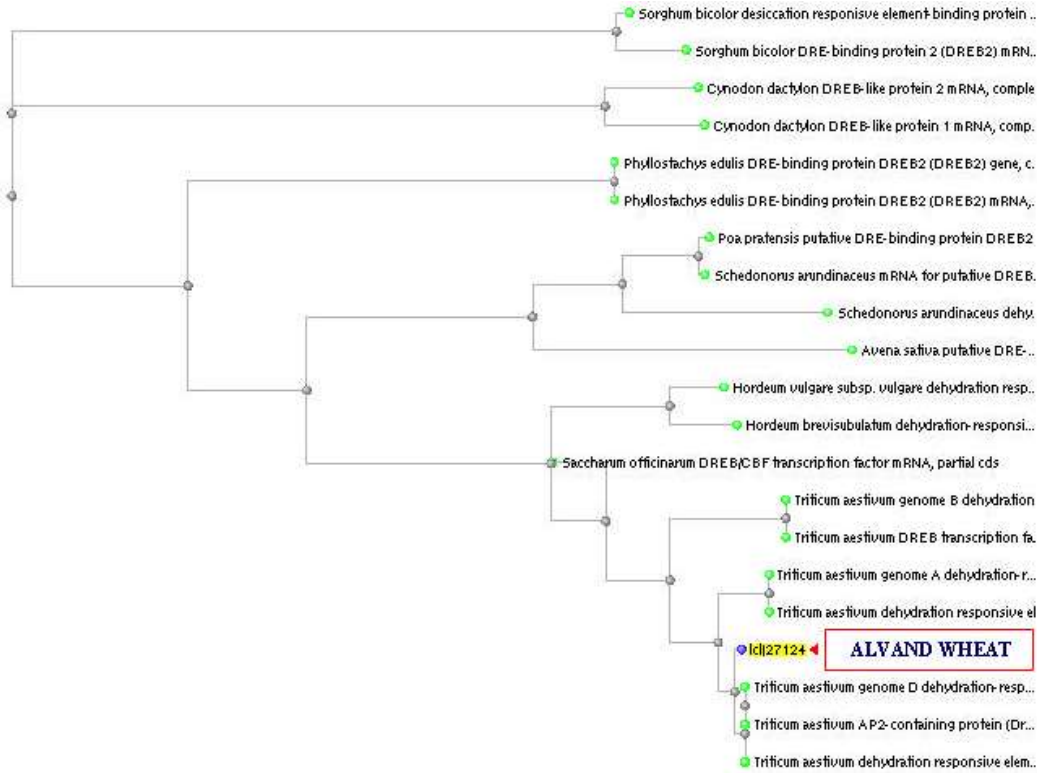 Sorghum bicolor desiccation responisve element-binding protein ..
Sorghum bicolor DRE-binding protein 2 (DREB2) mRN..
Cynodon dactylon DREB-like protein 2 mRNA, comple
Cynodon dactylon DREB-like protein 1 mRNA, comp.
Phyllostachys edulis DRE-binding protein DREB2 (DREB2) gene, c.
Phyllostachys edulis DRE-binding protein DREB2 (DREB2) mRNA,.
Poa pratensis putative DRE-binding protein DREB2
Schedonorus arundinaceus mRNA for putative DREB.
Schedonorus arundinaceus dehy.
Avena sativa putative DRE-..
Hordeum vulgare subsp. vulgare dehydration resp..
Hordeum brevisubulatum dehydration-responsi...
Saccharum officinarum DREB/CBF transcription factor mRNA, partial cds
Triticum aestivum genome B dehydration
Triticum aestivum DREB transcription fa.
Triticum aestivum genome A dehydration-r...
Triticum aestivum dehydration responsive el
lcl|27124 ALVAND WHEAT
Triticum aestivum genome D dehydration-resp...
Triticum aestivum AP2-containing protein (Dr...
Triticum aestivum dehydration responsive elem..